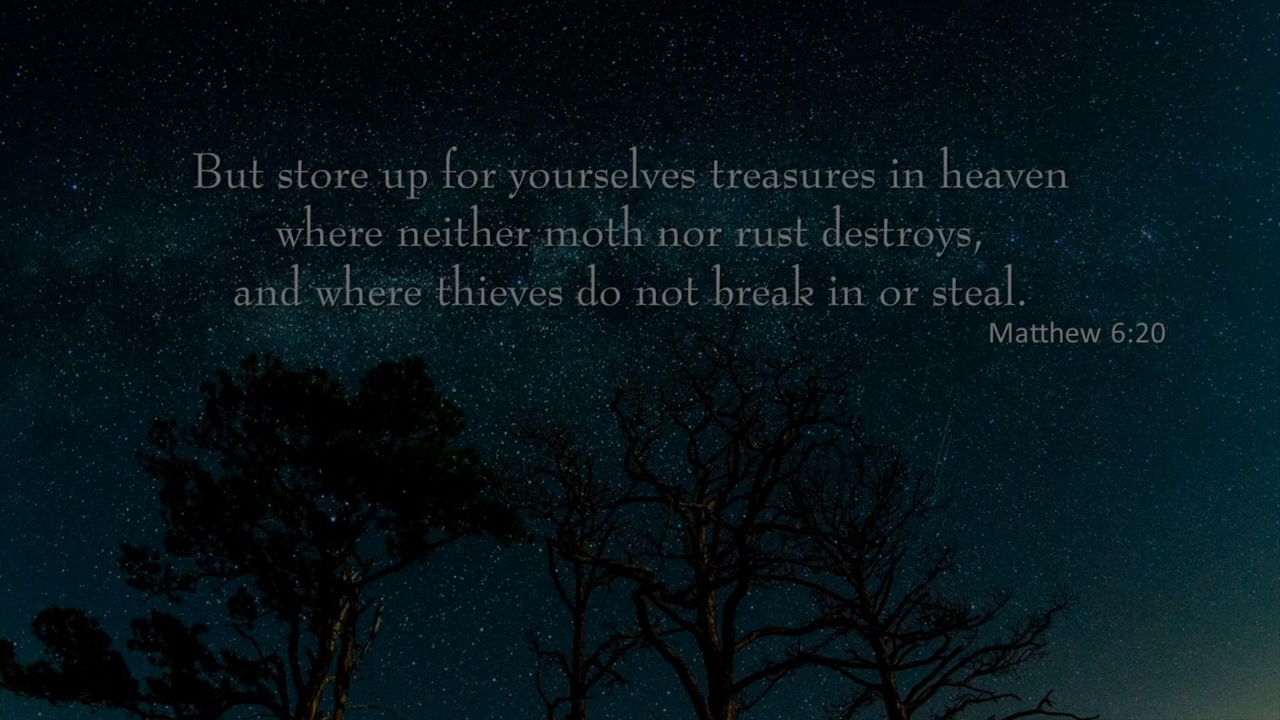 But store up for yourselves treasures in heaven
where neither moth nor rust destroys,
and where thieves do not break in or steal.
Matthew 6:20